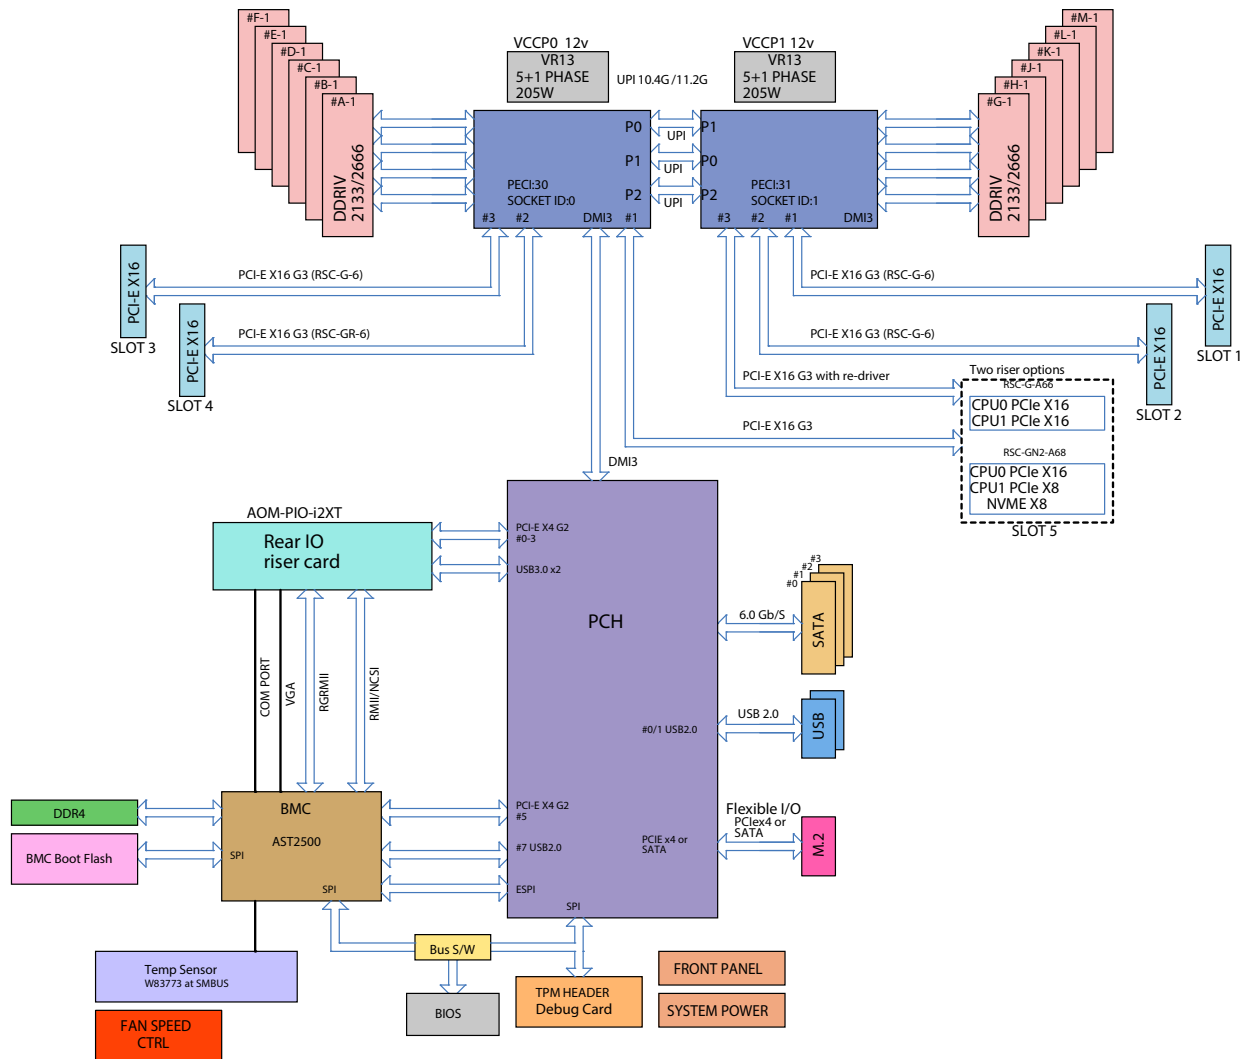 #F-1
#E-1
#D-1
#C-1
#B-1
#A-1
DDRIV
2133/2666
VCCP0 12v
VR13
5+1 PHASE
205W
UPI 10.4G /11.2G
VCCP1 12v
VR13
5+1 PHASE
205W
#M-1
#L-1
#K-1
#J-1
#H-1
#G-1
DDRIV
2133/2666
P0
P1
P2
PECI:30
SOCKET ID:0
#3
#2
DMI3
#1
UPI
UPI
UPI
P1
P0
P2
PECI:31
SOCKET ID:1
#3
#2
#1
DMI3
PCI-E X16
SLOT 3
PCI-E X16 G3 (RSC-G-6)
PCI-E X16
SLOT 4
PCI-E X16 G3 (RSC-GR-6)
PCI-E X16 G3 (RSC-G-6)
PCI-E X16
SLOT 1
PCI-E X16 G3 (RSC-G-6)
PCI-E X16
SLOT 2
PCI-E X16 G3 with re-driver
PCI-E X16 G3
Two riser options
RSC-G-A66
CPU0 PCIe X16
CPU1 PCIe X16
RSC-GN2-A68
CPU0 PCIe X16
CPU1 PCIe X8
NVME X8
SLOT 5
DMI3
AOM-PIO-i2XT
Rear IO
riser card
PCI-E X4 G2
#0-3
USB3.0 x2
PCH
6.0 Gb/S
#0
#1
#2
#3
SATA
#0/1 USB2.0
USB 2.0
USB
COM PORT
VGA
RGRMII
RMII/NCSI
DDR4
BMC Boot Flash
BMC
AST2500
SPI
SPI
PCI-E X4 G2
#5
#7 USB2.0
ESPI
PCIE x4 or
SATA
Flexible I/O
PCIex4 or
SATA
M.2
SPI
Bus S/W
Temp Sensor
W83773 at SMBUS
FAN SPEED
CTRL
BIOS
TPM HEADER
Debug Card
FRONT PANEL
SYSTEM POWER